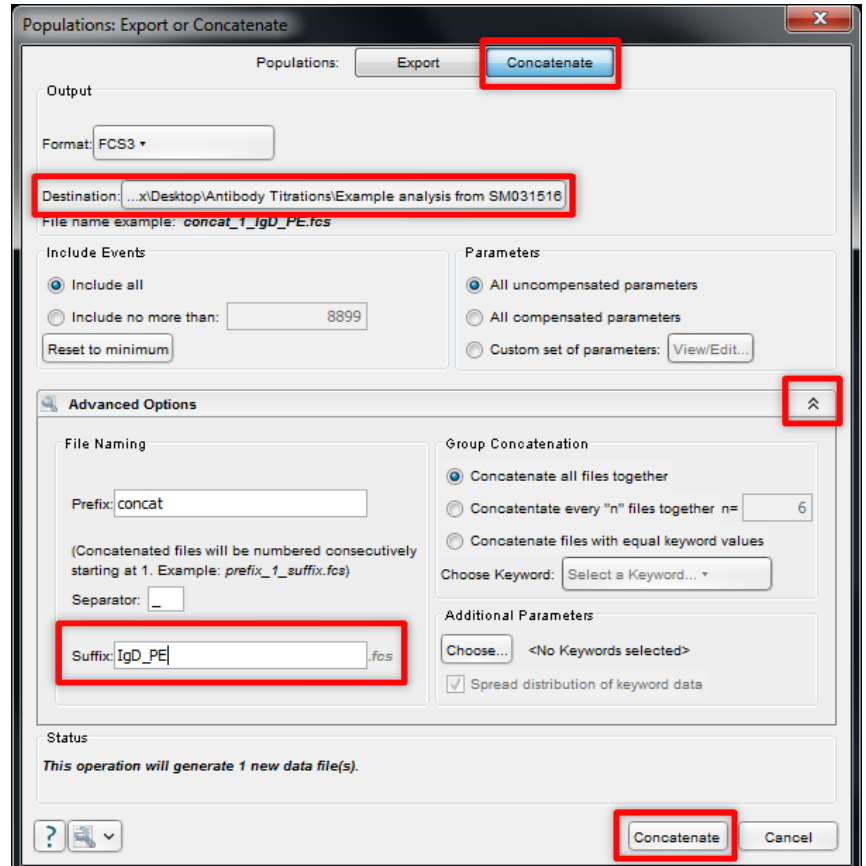 Populations: Export or Concatenate
Populations: Export Concatenate
Output
Format: FCS3
Destination: ...x\Desktop\Antibody Titrations\Example analysis from SM031516
File name example: concat_1_IgD_PE.fcs
Include Events
Include all
Include no more than: 8899
Reset to minimum
Parameters
All uncompensated parameters
All compensated parameters
Custom set of parameters: View/Edit...
Advanced Options
File Naming
Prefix: concat
(Concatenated files will be numbered consecutively
starting at 1. Example: prefix_1_suffix.fcs)
Separator: _
Suffix: IgD_PE .fcs
Group Concatenation
Concatenate all files together
Concatentate every "n" files together n= 6
Concatenate files with equal keyword values
Choose Keyword: Select a Keyword...
Additional Parameters
Choose... <No Keywords selected>
Spread distribution of keyword data
Status
This operation will generate 1 new data file(s).
? Concatenate Cancel